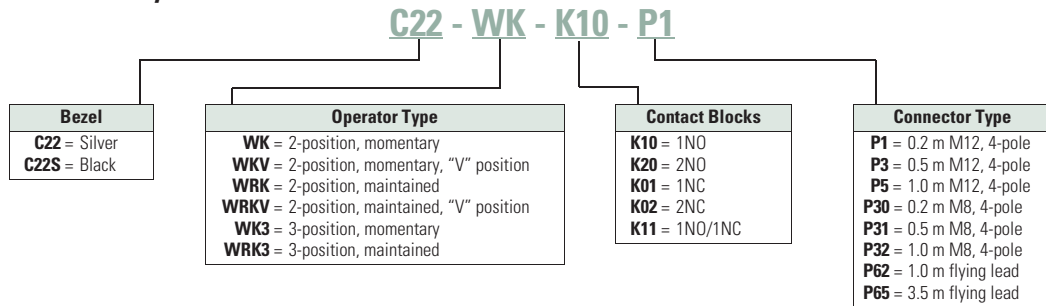 C22 - WK - K10 - P1
Bezel
C22 = Silver
C22S = Black
Operator Type
WK = 2-position, momentary
WKV = 2-position, momentary, “V” position
WRK = 2-position, maintained
WRKV = 2-position, maintained, “V” position
WK3 = 3-position, momentary
WRK3 = 3-position, maintained
Contact Blocks
K10 = 1NO
K20 = 2NO
K01 = 1NC
K02 = 2NC
K11 = 1NO/1NC
Connector Type
P1 = 0.2 m M12, 4-pole
P3 = 0.5 m M12, 4-pole
P5 = 1.0 m M12, 4-pole
P30 = 0.2 m M8, 4-pole
P31 = 0.5 m M8, 4-pole
P32 = 1.0 m M8, 4-pole
P62 = 1.0 m flying lead
P65 = 3.5 m flying lead